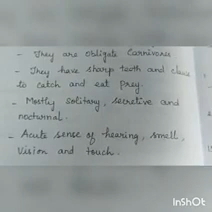 - They are obligate Carnivores
- They have sharp teeth and claws
to catch and eat prey.
- Mostly solitary, secretive and
nocturnal.
- Acute sense of hearing, smell,
Vision and touch.
InShOt